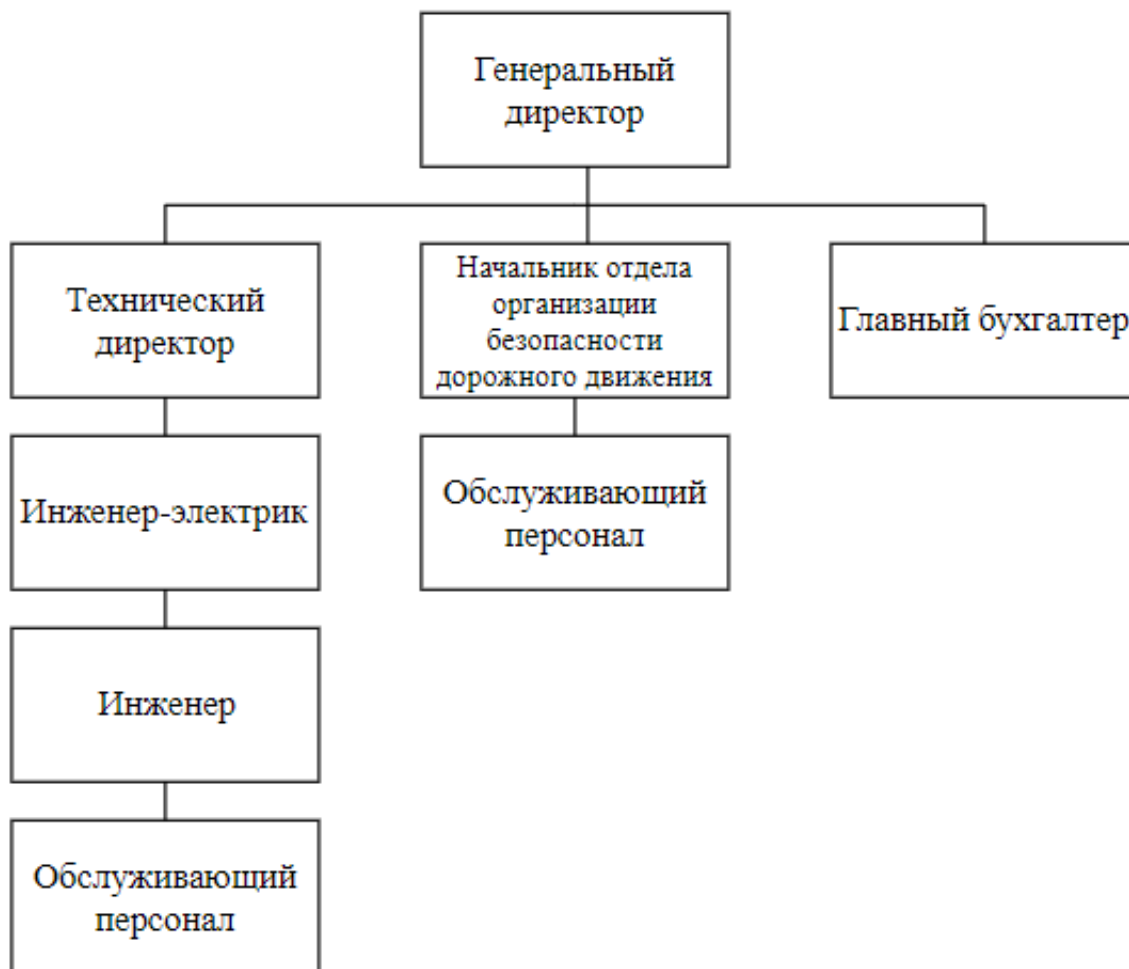 Генеральный
директор
Технический
директор
Начальник отдела
организации
безопасности
дорожного движения
Главный бухгалтер
Инженер-электрик
Обслуживающий
персонал
Инженер
Обслуживающий
персонал